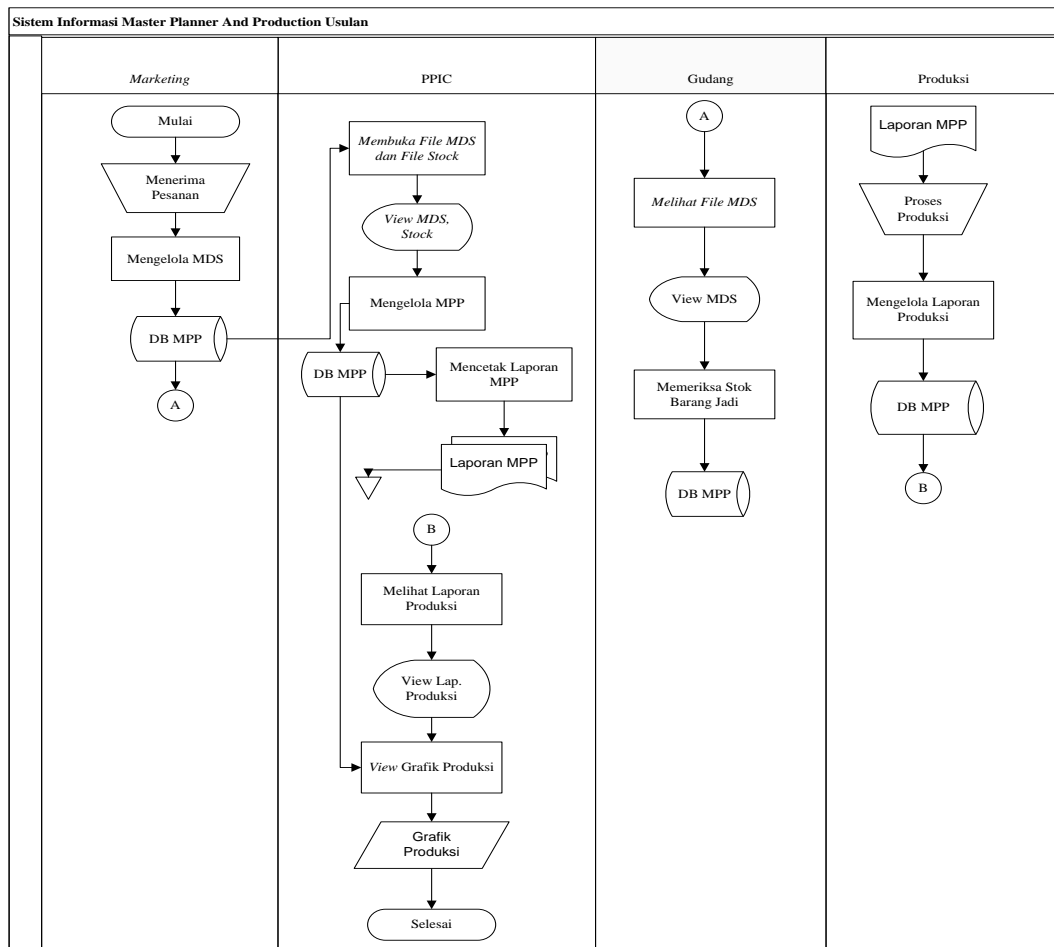 Sistem Informasi Master Planner And Production Usulan
Marketing
PPIC
Gudang
Produksi
Mulai
Menerima
Pesanan
Mengelola MDS
DB MPP
A
Membuka File MDS
dan File Stock
View MDS,
Stock
Mengelola MPP
DB MPP
Mencetak Laporan
MPP
Laporan MPP
B
Melihat Laporan
Produksi
View Lap.
Produksi
View Grafik Produksi
Grafik
Produksi
Selesai
A
Melihat File MDS
View MDS
Memeriksa Stok
Barang Jadi
DB MPP
Laporan MPP
Proses
Produksi
Mengelola Laporan
Produksi
DB MPP
B